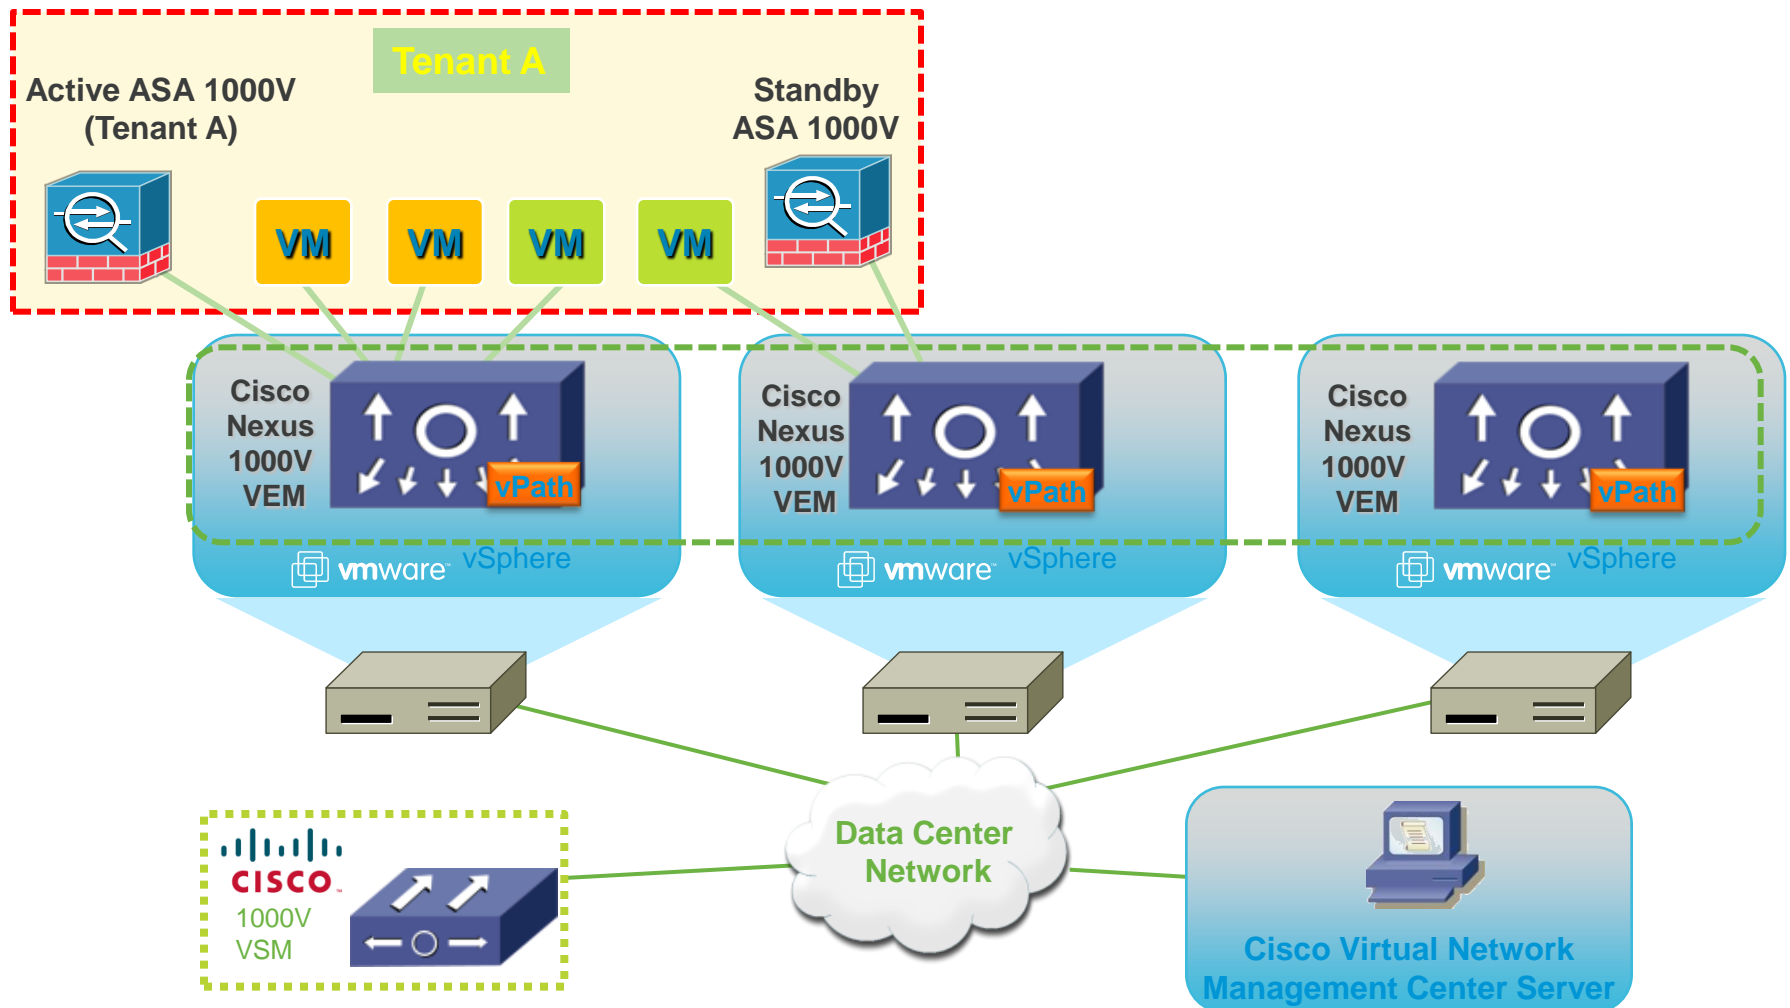 Tenant A
Active ASA 1000V
(Tenant A)
Standby
ASA 1000V
VM
VM
VM
VM
Cisco
Nexus
1000V
VEM
vPath
vmware vSphere
Cisco
Nexus
1000V
VEM
vPath
vmware vSphere
Cisco
Nexus
1000V
VEM
vPath
vmware vSphere
CISCO
1000V
VSM
Data Center
Network
Cisco Virtual Network
Management Center Server